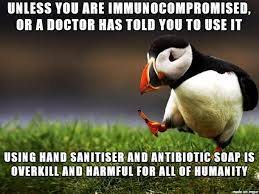 UNLESS YOU ARE IMMUNOCOMPROMISED,
OR A DOCTOR HAS TOLD YOU TO USE IT
USING HAND SANITISER AND ANTIBIOTIC SOAP IS
OVERKILL AND HARMFUL FOR ALL OF HUMANITY